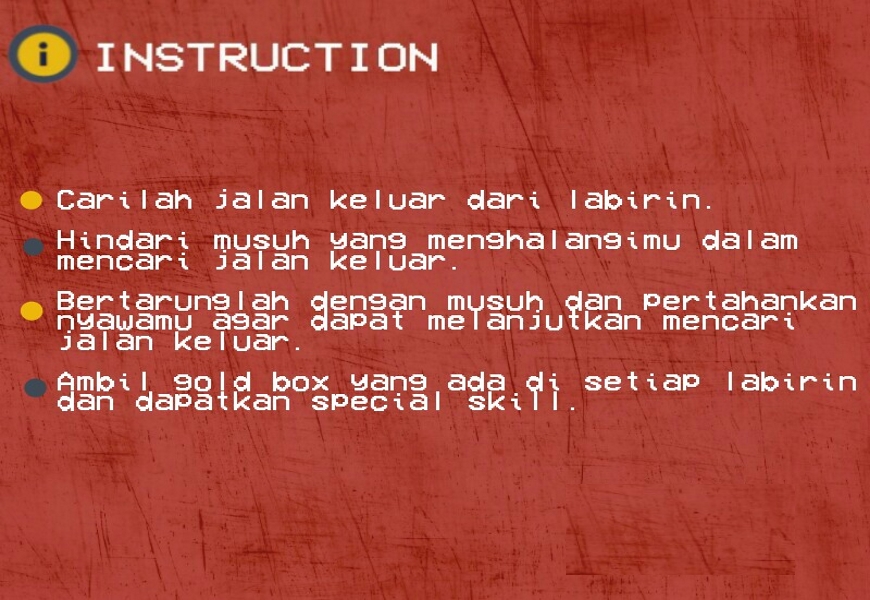 i INSTRUCTION
Carilah jalan keluar dari labirin.
Hindari musuh yang menghalangimu dalam
mencari jalan keluar.
Bertarunglah dengan musuh dan pertahankan
nyawamu agar dapat melanjutkan mencari
jalan keluar.
Ambil gold box yang ada di setiap labirin
dan dapatkan special skill.